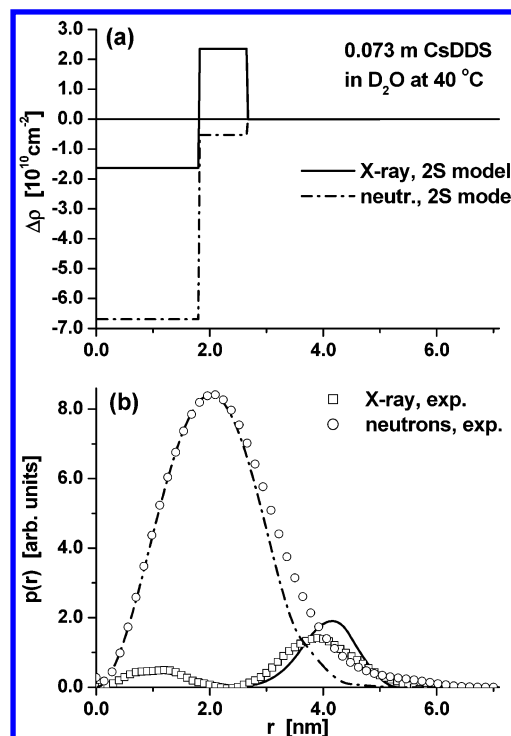 (a)
0.073 m CsDDS
in D₂O at 40 °C
X-ray, 2S model
neutr., 2S mode
Δρ [10¹⁰cm⁻²]
3.0
2.0
1.0
0.0
-1.0
-2.0
-3.0
-4.0
-5.0
-6.0
-7.0
0.0 2.0 4.0 6.0
(b)
X-ray, exp.
neutrons, exp.
p(r) [arb. units]
8.0
6.0
4.0
2.0
0.0
0.0 2.0 4.0 6.0
r [nm]